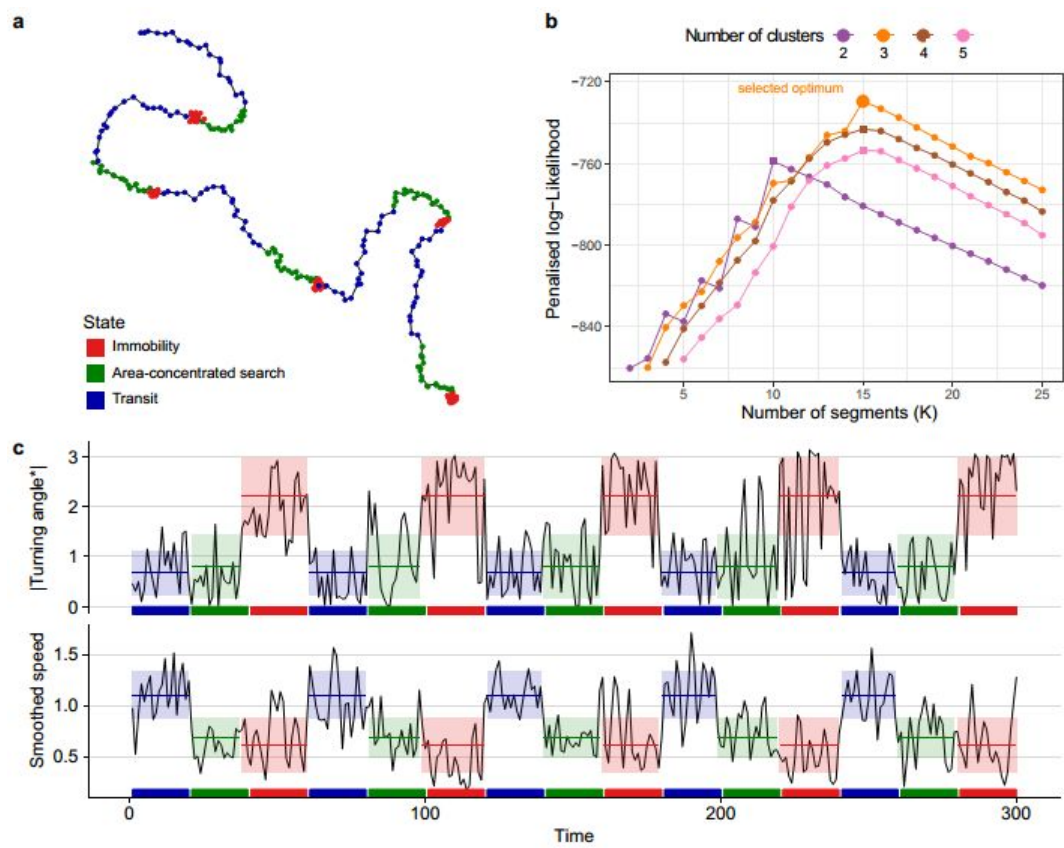 a
State
Immobility
Area-concentrated search
Transit
b
Number of clusters
2 3 4 5
selected optimum
Penalised log−Likelihood
−720
−760
−800
−840
5 10 15 20 25
Number of segments (K)
c
|Turning angle*|
3
2
1
0
Smoothed speed
1.5
1.0
0.5
0 100 200 300
Time